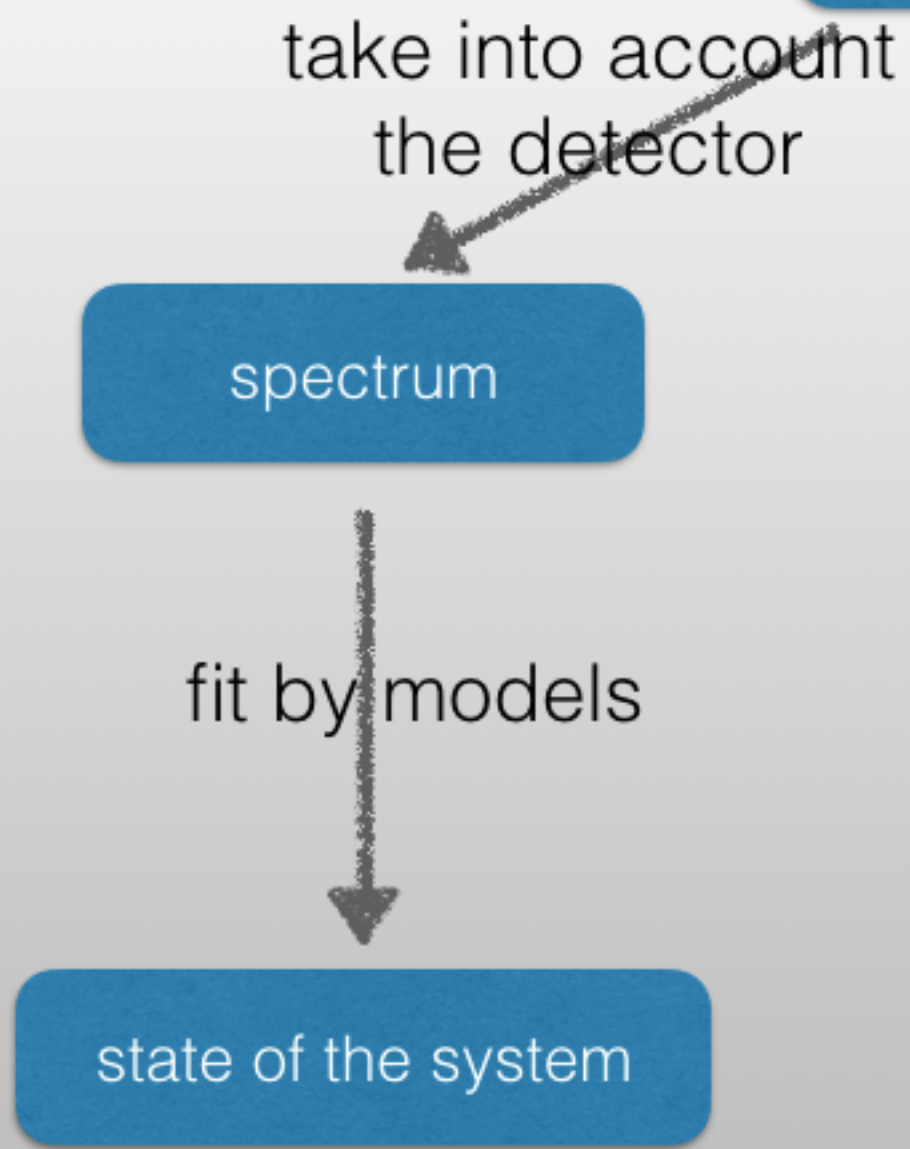 take into account
the detector
spectrum
fit by models
state of the system